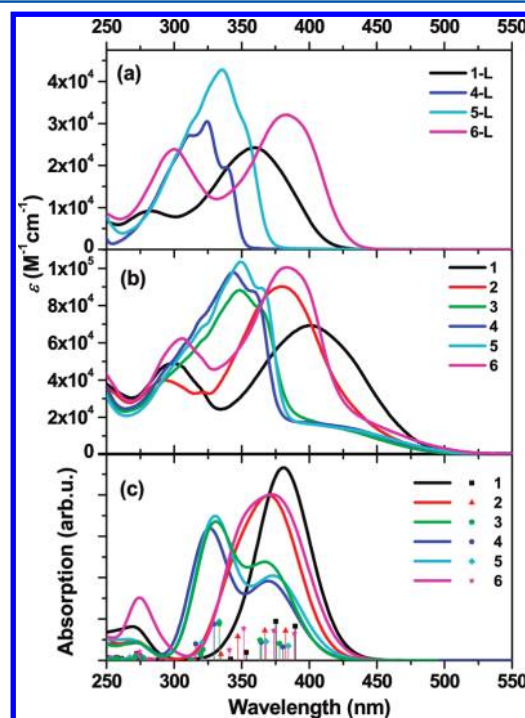 250 300 350 400 450 500 550
(a)
4x10⁴
3x10⁴
2x10⁴
1x10⁴
0
1-L
4-L
5-L
6-L
ε (M⁻¹cm⁻¹)
(b)
1x10⁵
8x10⁴
6x10⁴
4x10⁴
2x10⁴
0
1
2
3
4
5
6
(c)
Absorption (arb.u.)
1
2
3
4
5
6
250 300 350 400 450 500 550
Wavelength (nm)